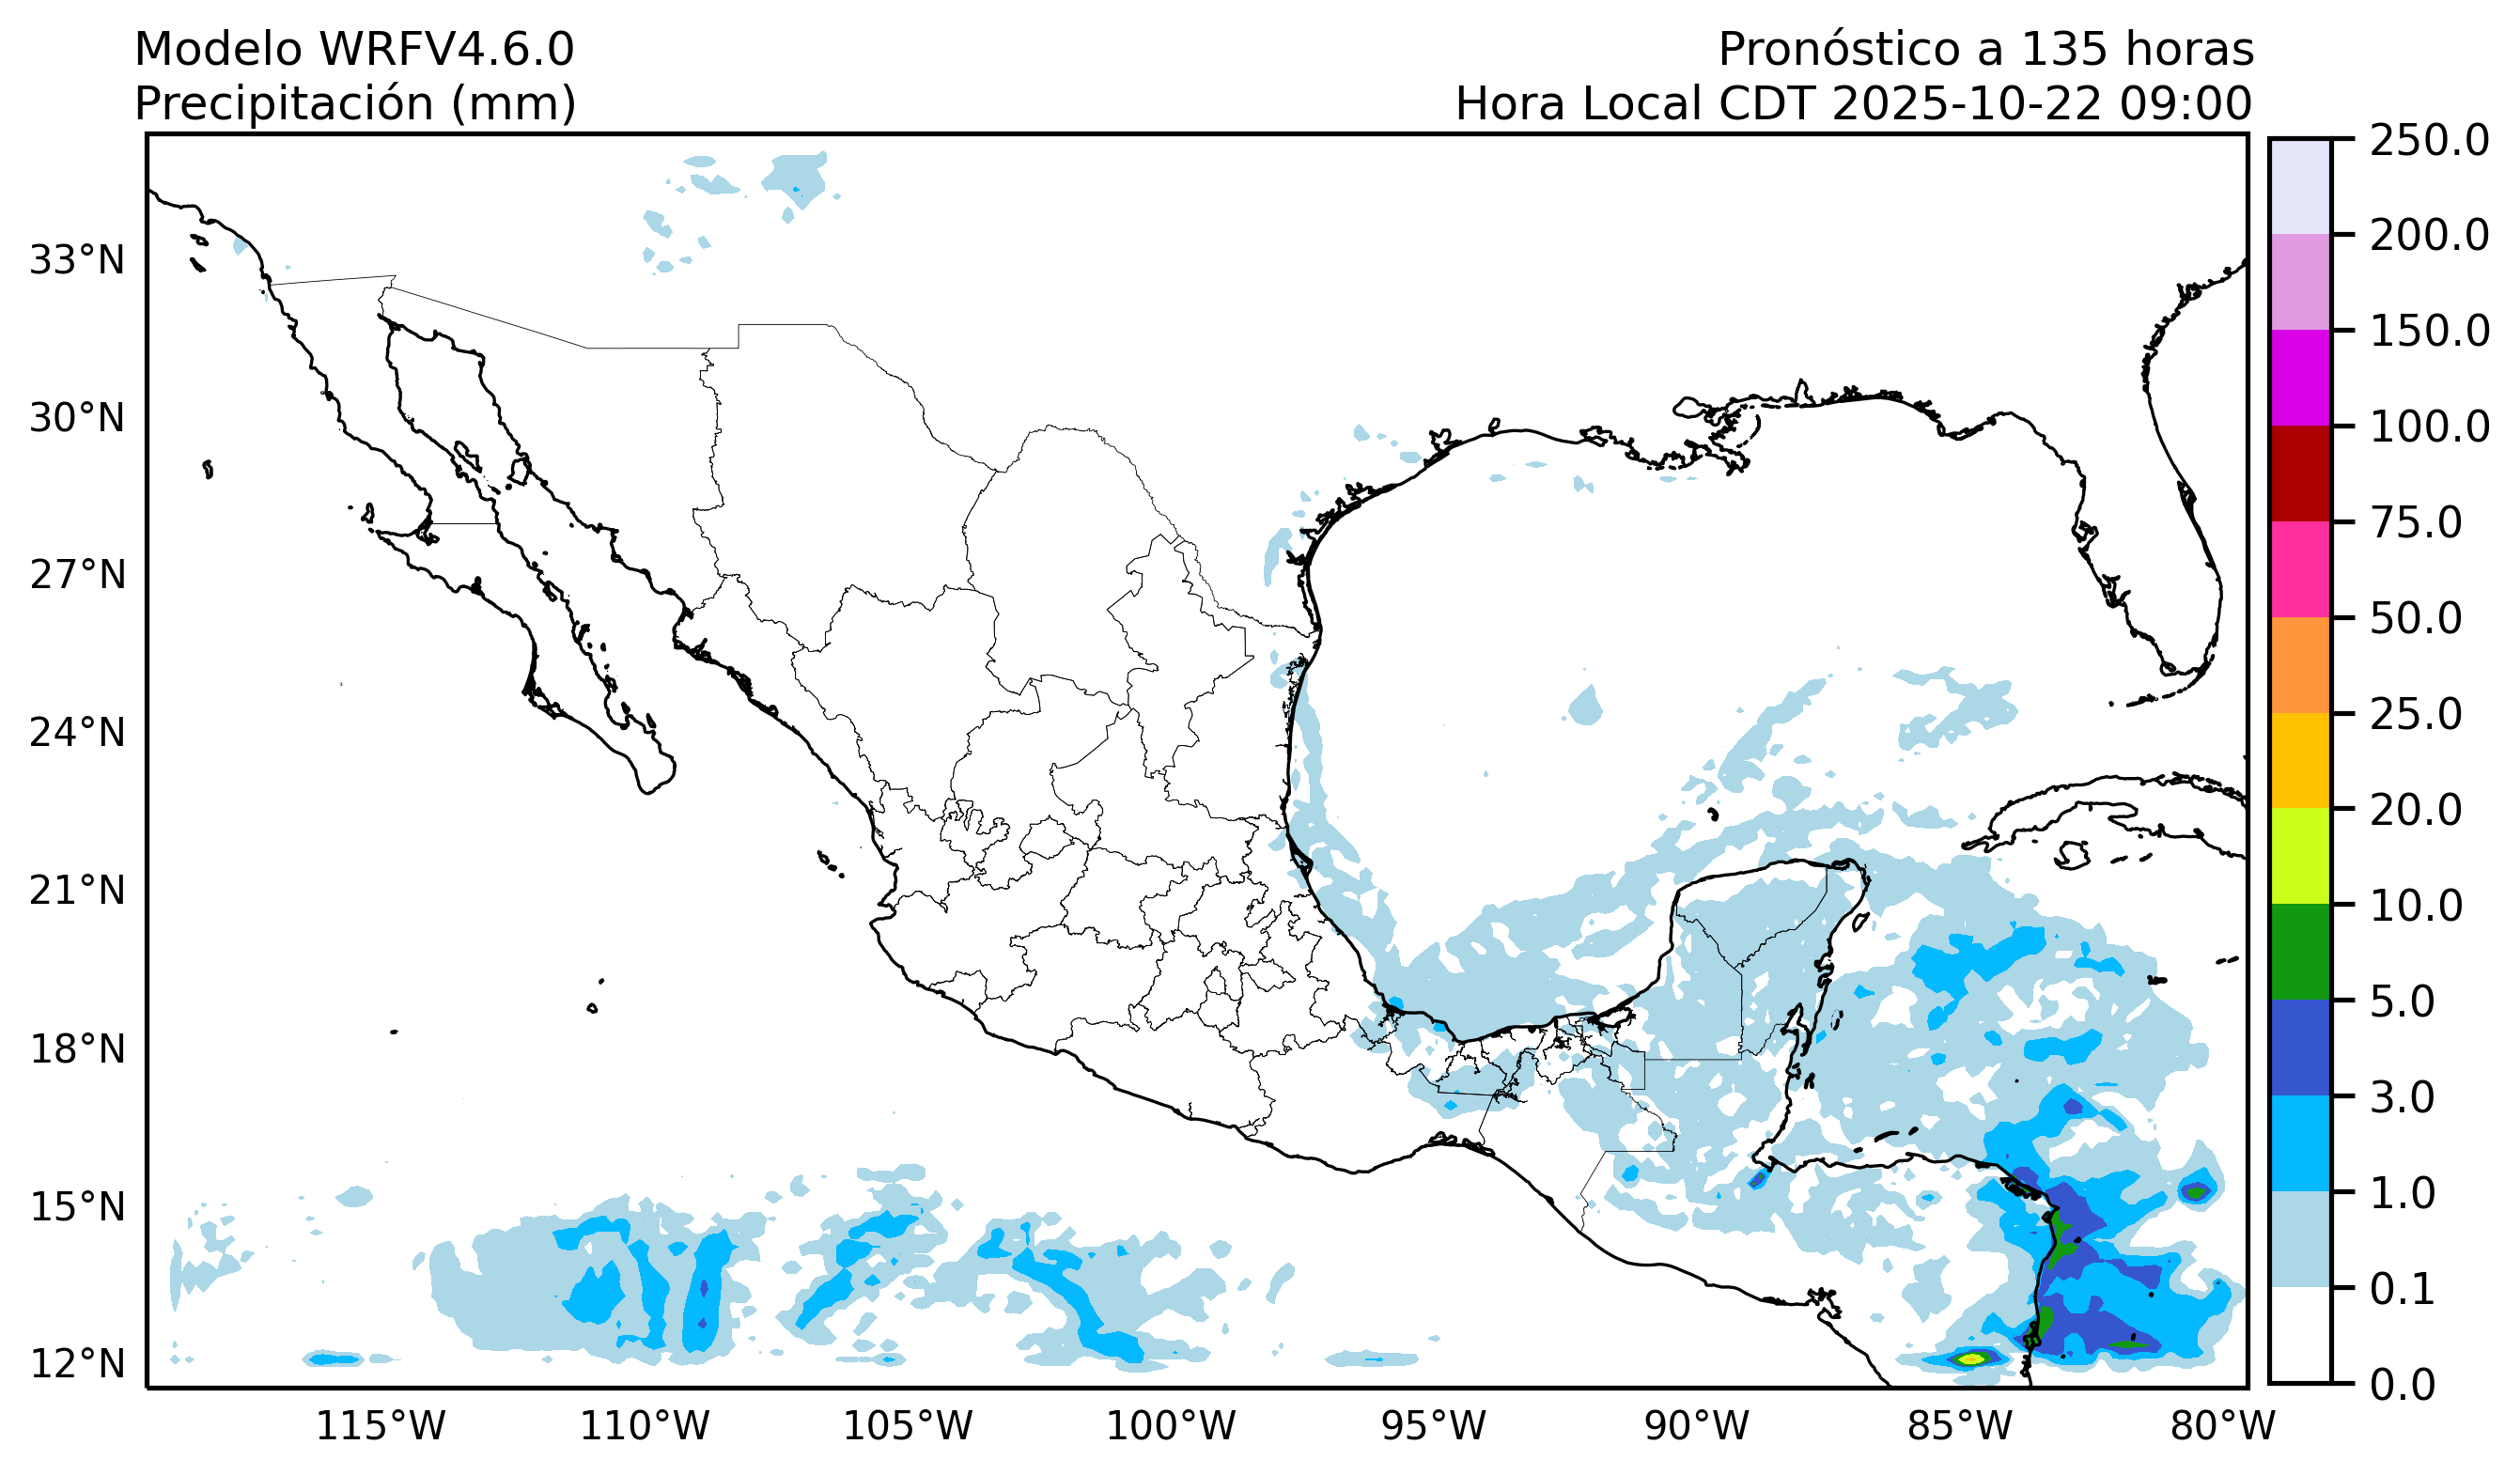 Modelo WRFV4.6.0
Precipitación (mm)
Pronóstico a 135 horas
Hora Local CDT 2025-10-22 09:00
33°N
30°N
27°N
24°N
21°N
18°N
15°N
12°N
115°W
110°W
105°W
100°W
95°W
90°W
85°W
80°W
250.0
200.0
150.0
100.0
75.0
50.0
25.0
20.0
10.0
5.0
3.0
1.0
0.1
0.0